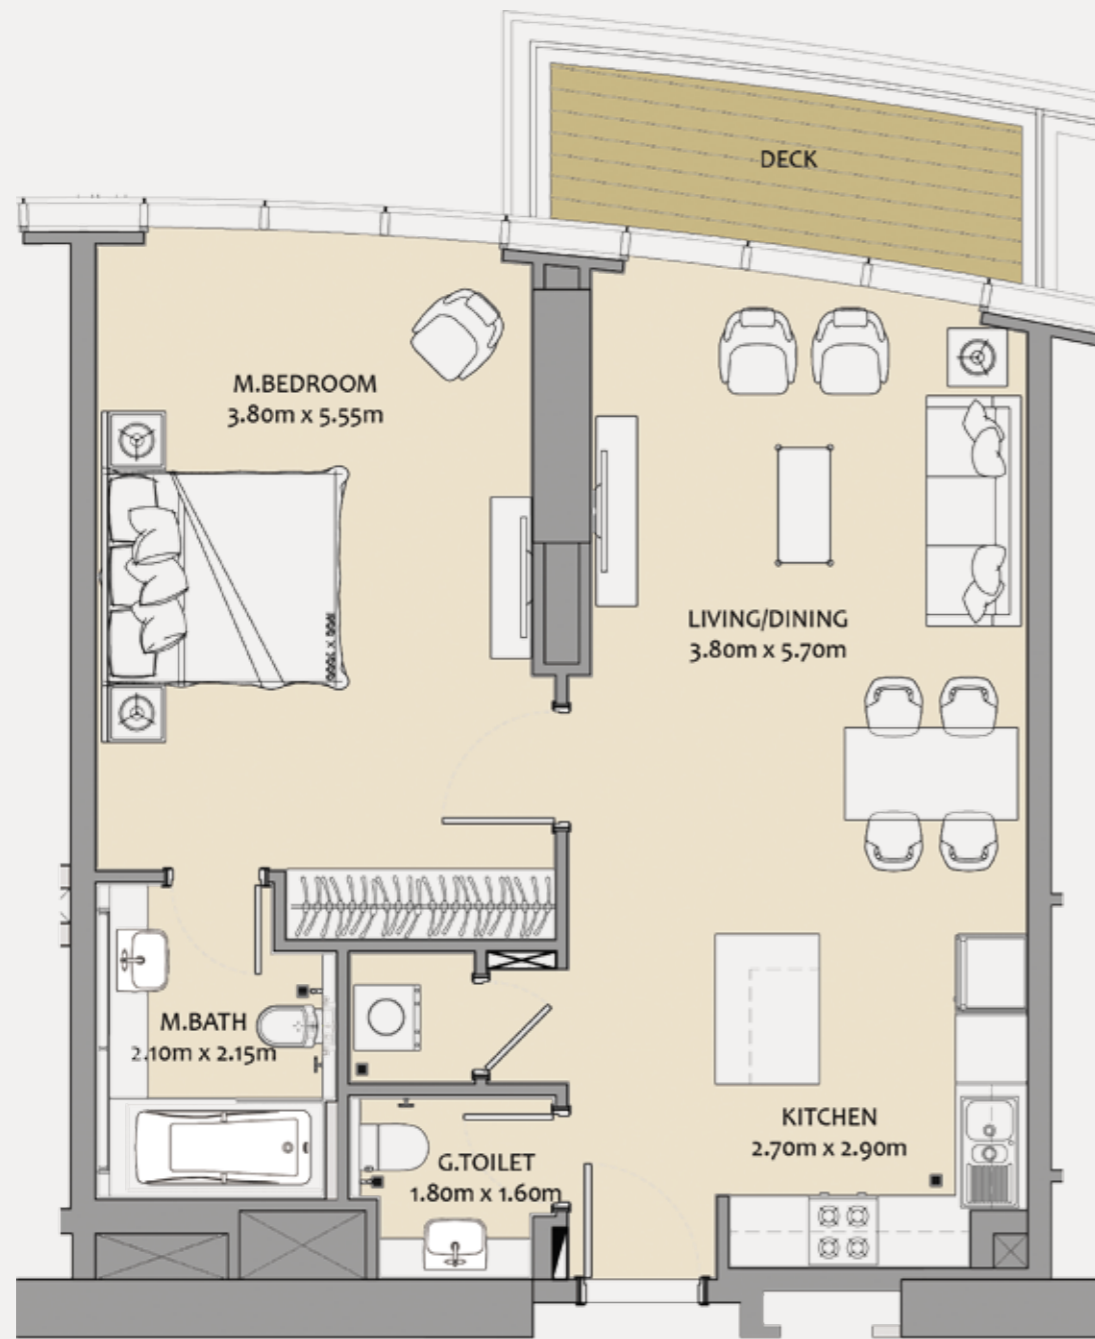 DECK
M.BEDROOM
3.80m x 5.55m
LIVING/DINING
3.80m x 5.70m
M.BATH
2.10m x 2.15m
KITCHEN
2.70m x 2.90m
G.TOILET
1.80m x 1.60m